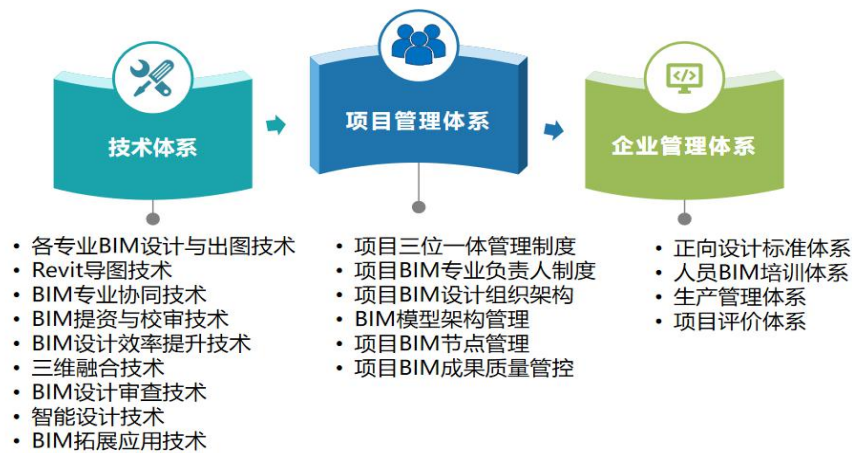 技术体系
项目管理体系
企业管理体系
• 各专业BIM设计与出图技术
• Revit导图技术
• BIM专业协同技术
• BIM提资与校审技术
• BIM设计效率提升技术
• 三维融合技术
• BIM设计审查技术
• 智能设计技术
• BIM拓展应用技术
• 项目三位一体管理制度
• 项目BIM专业负责人制度
• 项目BIM设计组织架构
• BIM模型架构管理
• 项目BIM节点管理
• 项目BIM成果质量管控
• 正向设计标准体系
• 人员BIM培训体系
• 生产管理体系
• 项目评价体系